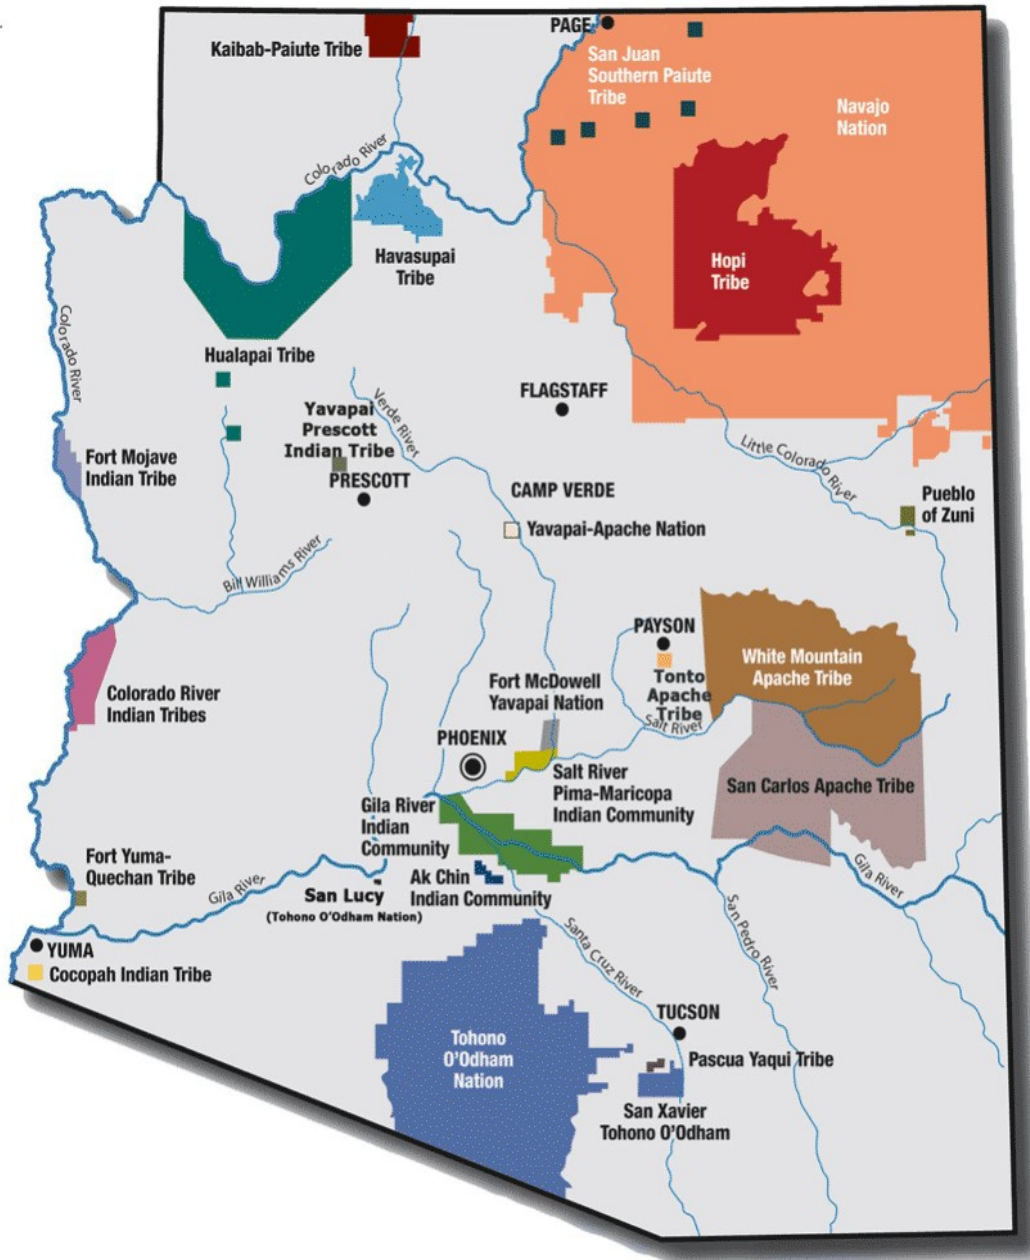 PAGE
Kaibab-Paiute Tribe
San Juan
Southern Paiute
Tribe
Navajo
Nation
Colorado River
Havasupai
Tribe
Hopi
Tribe
Colorado River
Hualapai Tribe
FLAGSTAFF
Yavapai
Prescott
Indian Tribe
Verde River
PRESCOTT
Little Colorado River
Fort Mojave
Indian Tribe
CAMP VERDE
Yavapai-Apache Nation
Pueblo
of Zuni
Bill Williams River
PAYSON
Tonto
Apache
Tribe
White Mountain
Apache Tribe
Colorado River
Indian Tribes
Fort McDowell
Yavapai Nation
Salt River
PHOENIX
Salt River
Pima-Maricopa
Indian Community
San Carlos Apache Tribe
Gila River
Indian
Community
Fort Yuma-
Quechan Tribe
Gila River
Ak Chin
Indian Community
San Lucy
(Tohono O'Odham Nation)
Gila River
San Pedro River
Santa Cruz River
YUMA
Cocopah Indian Tribe
TUCSON
Tohono
O'Odham
Nation
Pascua Yaqui Tribe
San Xavier
Tohono O'Odham